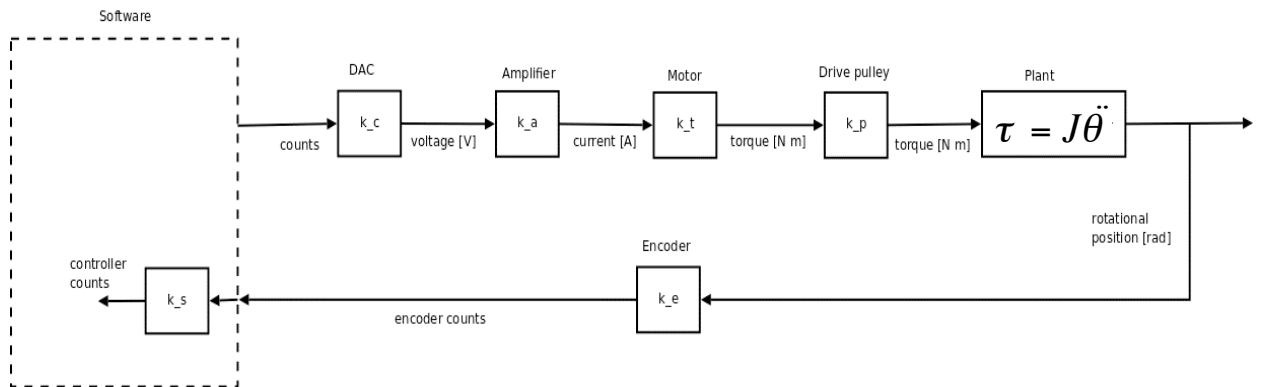 Software
DAC
Amplifier
Motor
Drive pulley
Plant
k_c
k_a
k_t
k_p
τ = Jθ̈
counts
voltage [V]
current [A]
torque [N m]
torque [N m]
rotational
position [rad]
Encoder
controller
counts
k_s
k_e
encoder counts